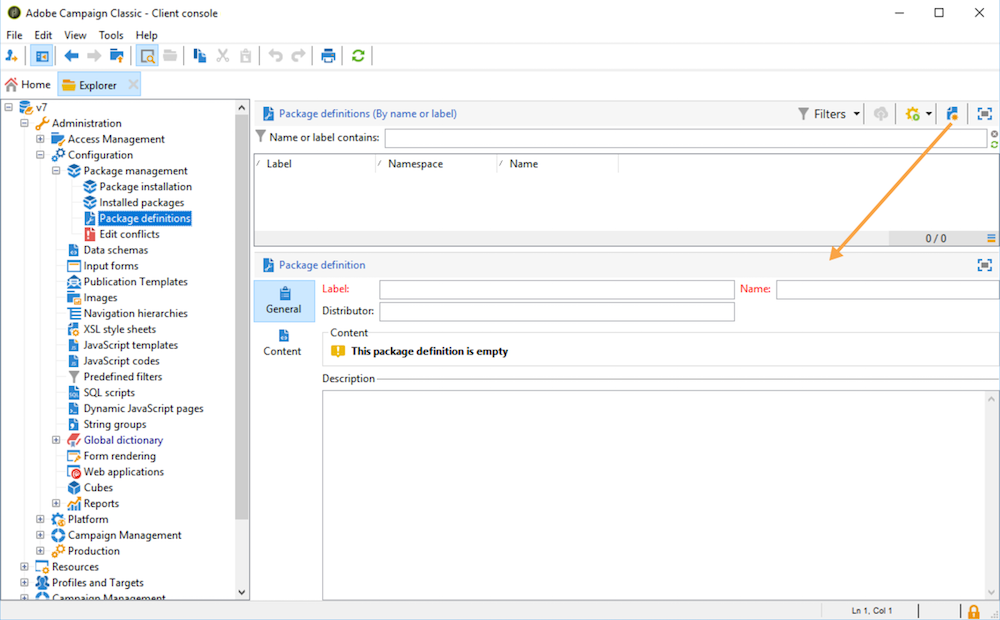 Adobe Campaign Classic - Client console
File Edit View Tools Help
Home Explorer
v7
Administration
Access Management
Configuration
Package management
Package installation
Installed packages
Package definitions
Edit conflicts
Data schemas
Input forms
Publication Templates
Images
Navigation hierarchies
XSL style sheets
JavaScript templates
JavaScript codes
Predefined filters
SQL scripts
Dynamic JavaScript pages
String groups
Global dictionary
Form rendering
Web applications
Cubes
Reports
Platform
Campaign Management
Production
Resources
Profiles and Targets
Campaign Management
Package definitions (By name or label) Filters
Name or label contains:
Label Namespace Name
0 / 0
Package definition
General
Content
Label: Name:
Distributor:
Content
This package definition is empty
Description
Ln 1, Col 1